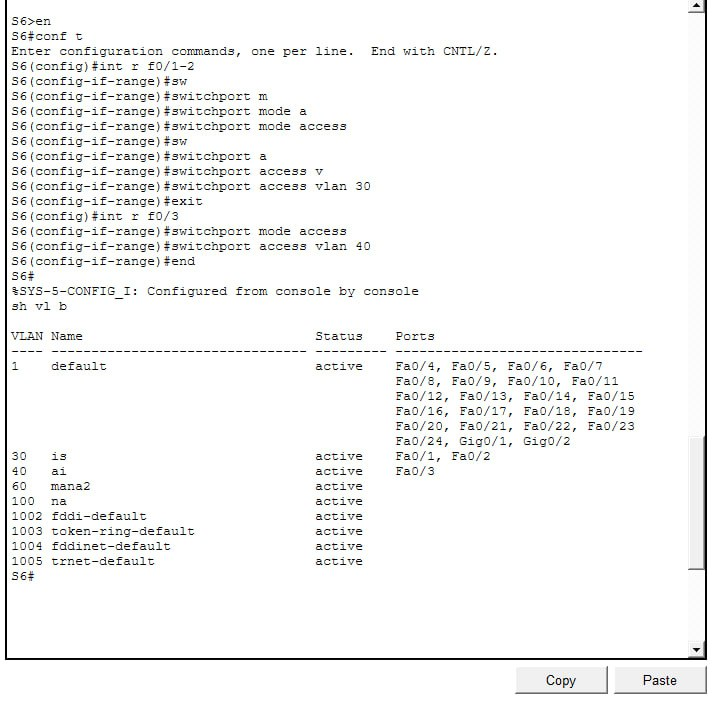 S6>en
S6#conf t
Enter configuration commands, one per line.  End with CNTL/Z.
S6(config)#int r f0/1-2
S6(config-if-range)#sw
S6(config-if-range)#switchport m
S6(config-if-range)#switchport mode a
S6(config-if-range)#switchport mode access
S6(config-if-range)#sw
S6(config-if-range)#switchport a
S6(config-if-range)#switchport access v
S6(config-if-range)#switchport access vlan 30
S6(config-if-range)#exit
S6(config)#int r f0/3
S6(config-if-range)#switchport mode access
S6(config-if-range)#switchport access vlan 40
S6(config-if-range)#end
S6#
%SYS-5-CONFIG_I: Configured from console by console
sh vl b
VLAN Name                             Status    Ports
---- -------------------------------- --------- -------------------------------
1    default                          active    Fa0/4, Fa0/5, Fa0/6, Fa0/7
                                                Fa0/8, Fa0/9, Fa0/10, Fa0/11
                                                Fa0/12, Fa0/13, Fa0/14, Fa0/15
                                                Fa0/16, Fa0/17, Fa0/18, Fa0/19
                                                Fa0/20, Fa0/21, Fa0/22, Fa0/23
                                                Fa0/24, Gig0/1, Gig0/2
30   is                               active    Fa0/1, Fa0/2
40   ai                               active    Fa0/3
60   mana2                            active
100  na                               active
1002 fddi-default                     active
1003 token-ring-default               active
1004 fddinet-default                  active
1005 trnet-default                    active
S6#
Copy Paste